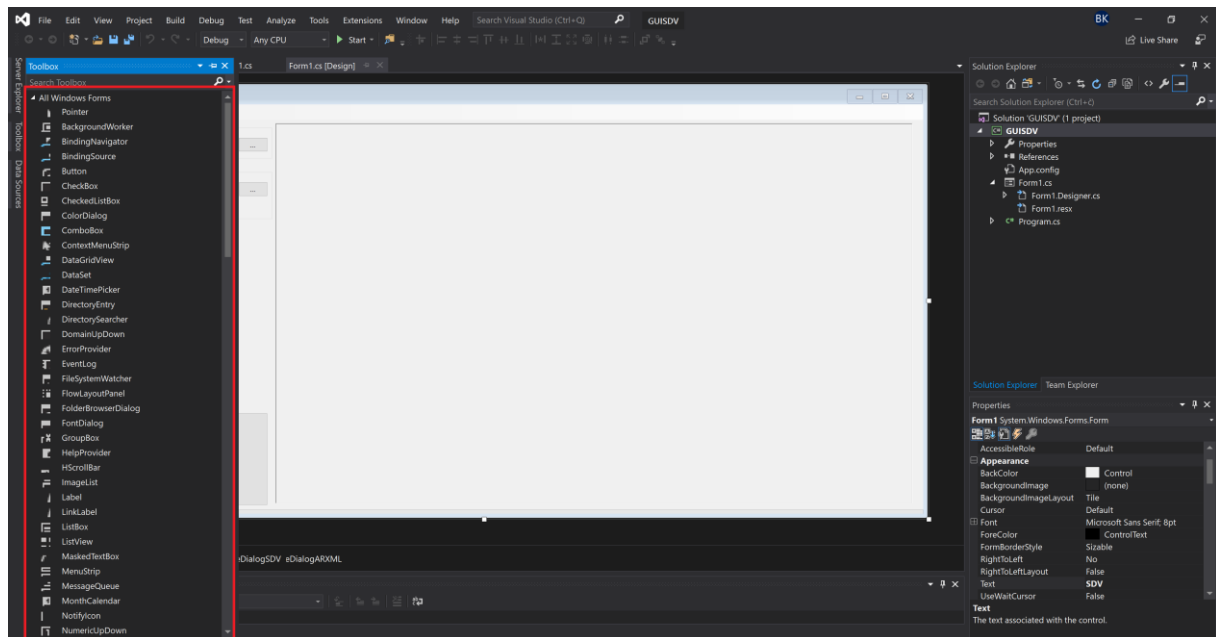 File Edit View Project Build Debug Test Analyze Tools Extensions Window Help Search Visual Studio (Ctrl+Q) GUISDV BK
Debug Any CPU Start Live Share
Server Explorer
Toolbox
Data Sources
Toolbox
Search Toolbox
All Windows Forms
Pointer
BackgroundWorker
BindingNavigator
BindingSource
Button
CheckBox
CheckedListBox
ColorDialog
ComboBox
ContextMenuStrip
DataGridView
DataSet
DateTimePicker
DirectoryEntry
DirectorySearcher
DomainUpDown
ErrorProvider
EventLog
FileSystemWatcher
FlowLayoutPanel
FolderBrowserDialog
FontDialog
GroupBox
HelpProvider
HScrollBar
ImageList
Label
LinkLabel
ListBox
ListView
MaskedTextBox
MenuStrip
MessageQueue
MonthCalendar
NotifyIcon
NumericUpDown
1.cs Form1.cs [Design]
...
...
eDialogSDV eDialogARXML
Solution Explorer
Search Solution Explorer (Ctrl+č)
Solution 'GUISDV' (1 project)
GUISDV
Properties
References
App.config
Form1.cs
Form1.Designer.cs
Form1.resx
Program.cs
Solution Explorer Team Explorer
Properties
Form1 System.Windows.Forms.Form
AccessibleRole Default
Appearance
BackColor Control
BackgroundImage (none)
BackgroundImageLayout Tile
Cursor Default
Font Microsoft Sans Serif; 8pt
ForeColor ControlText
FormBorderStyle Sizable
RightToLeft No
RightToLeftLayout False
Text SDV
UseWaitCursor False
Text
The text associated with the control.